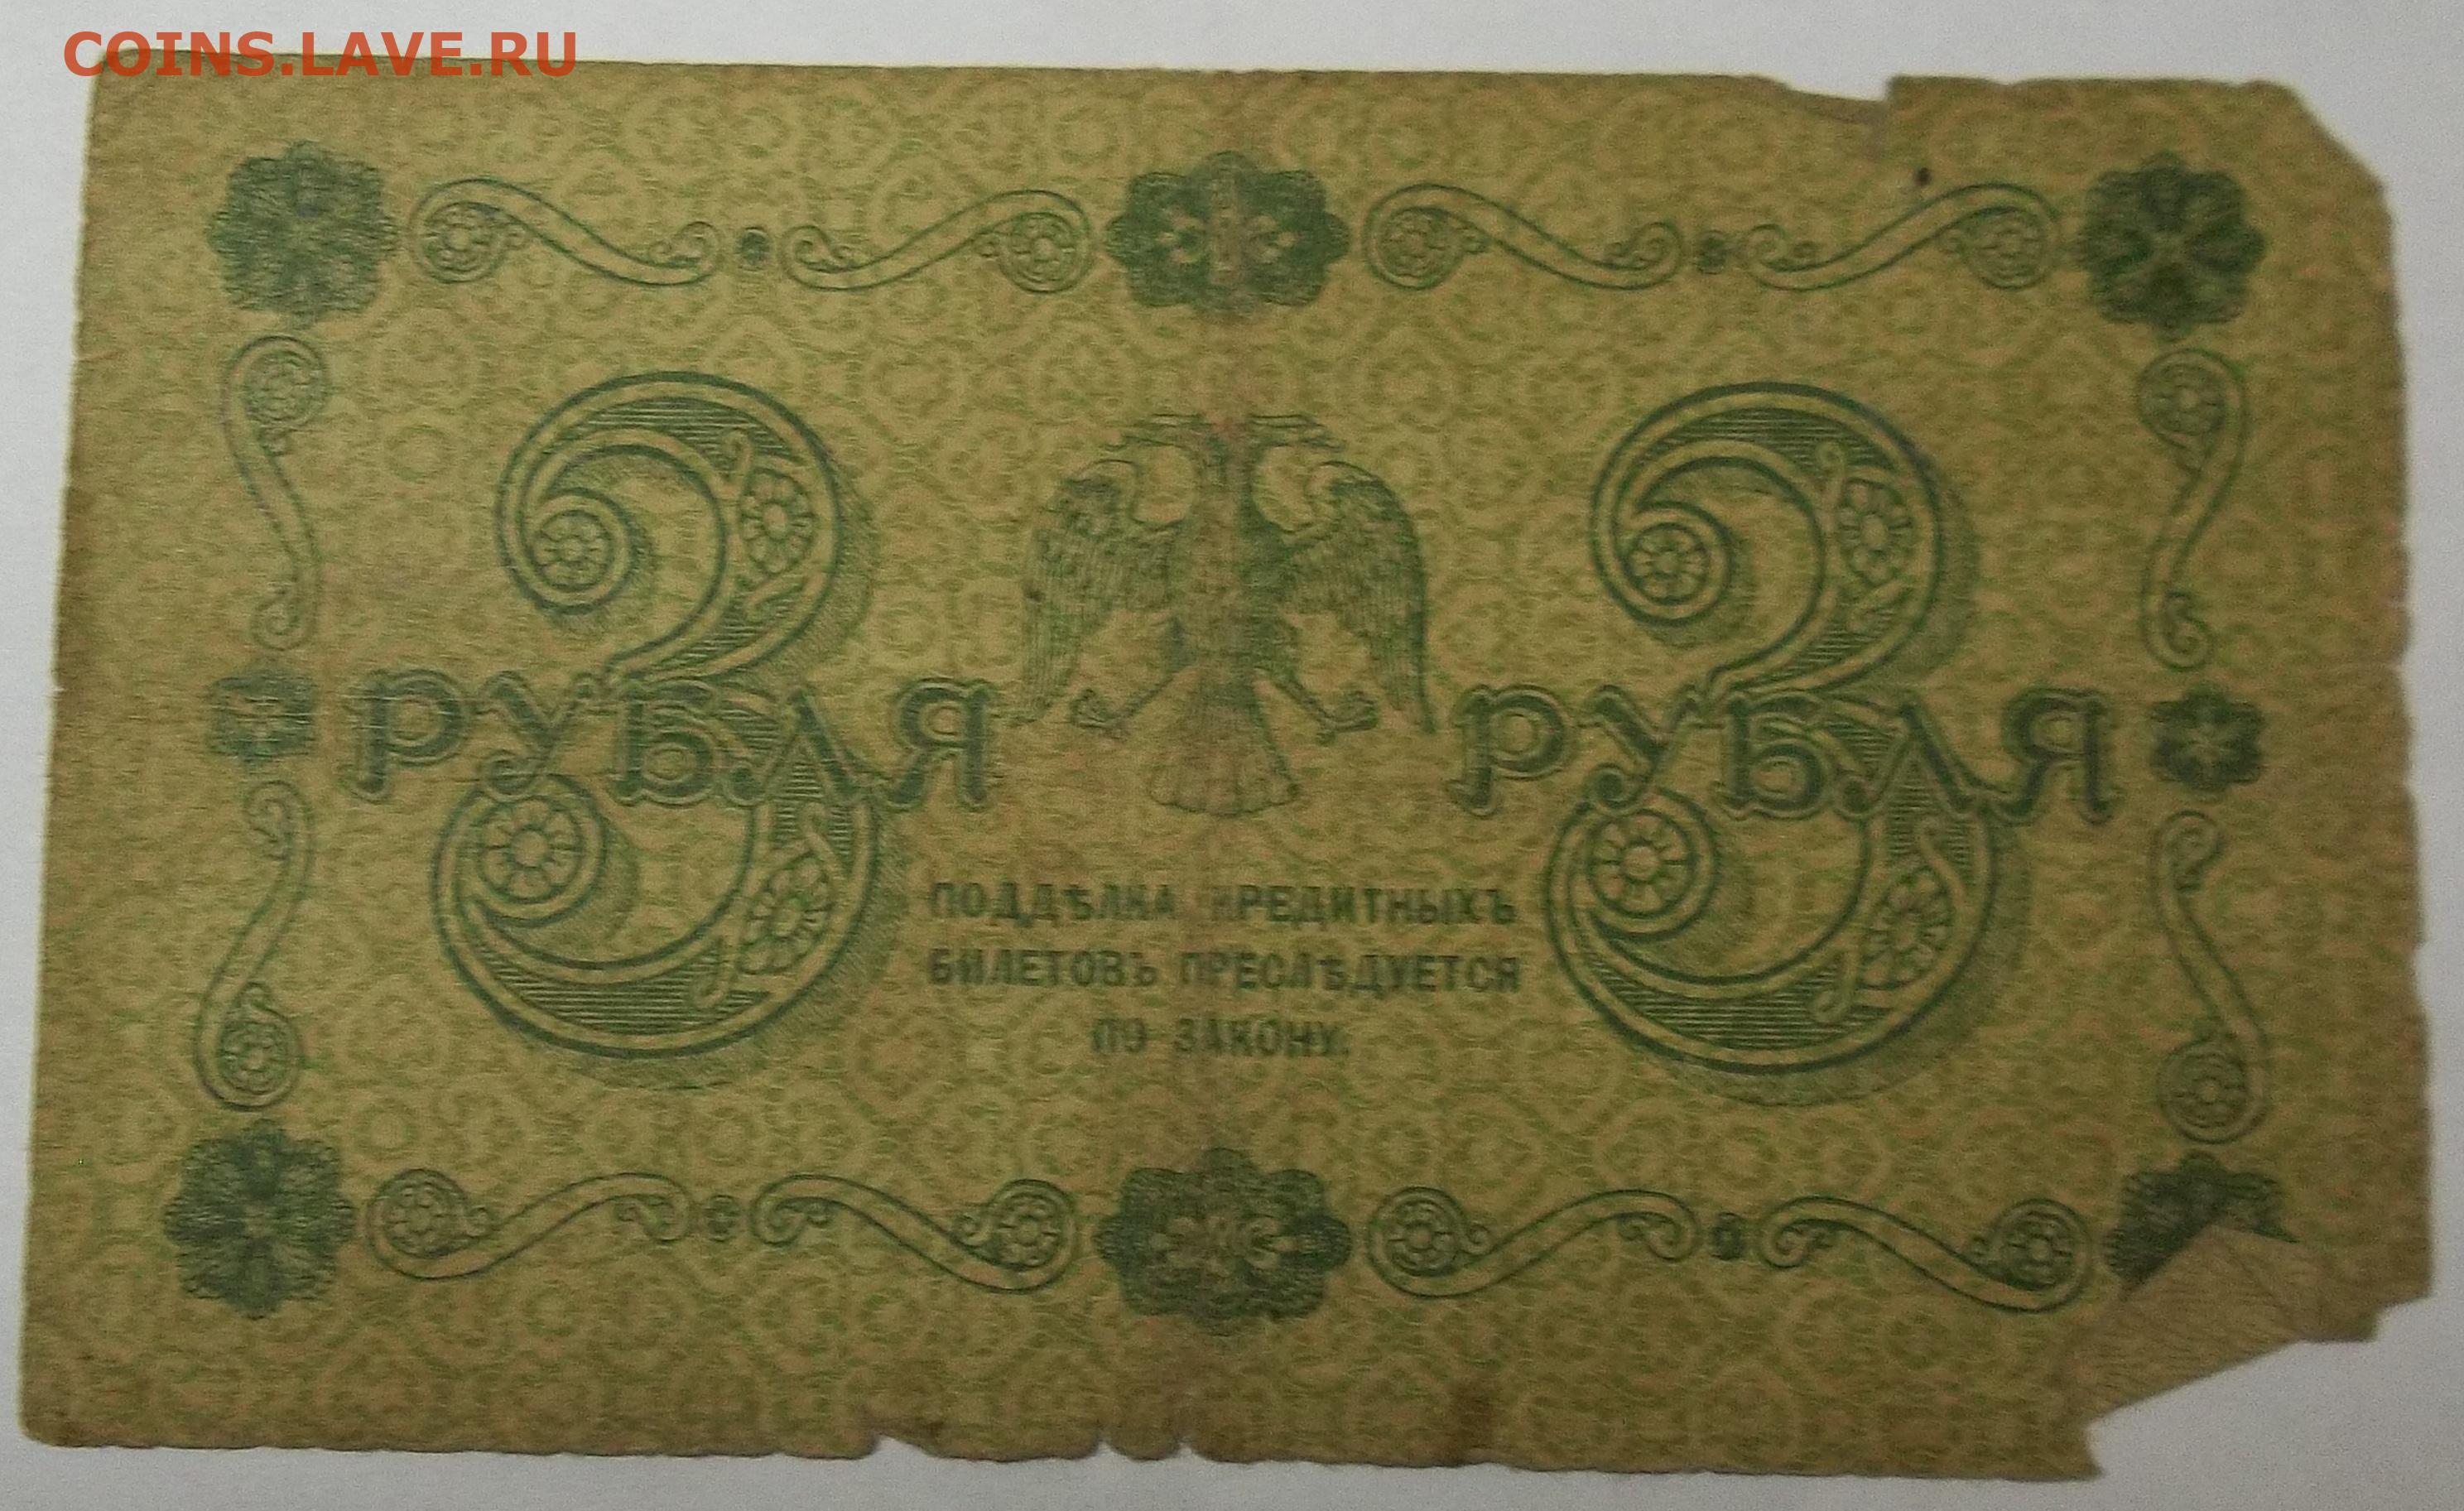 COINS.LAVE.RU
3 3
РУБЛЯ РУБЛЯ
ПОДДѢЛКА КРЕДИТНЫХЪ
БИЛЕТОВЪ ПРЕСЛѢДУЕТСЯ
ПО ЗАКОНУ.